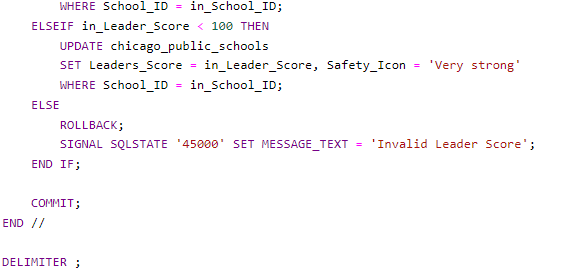 WHERE School_ID = in_School_ID;
ELSEIF in_Leader_Score < 100 THEN
UPDATE chicago_public_schools
SET Leaders_Score = in_Leader_Score, Safety_Icon = 'Very strong'
WHERE School_ID = in_School_ID;
ELSE
ROLLBACK;
SIGNAL SQLSTATE '45000' SET MESSAGE_TEXT = 'Invalid Leader Score';
END IF;
COMMIT;
END //
DELIMITER ;